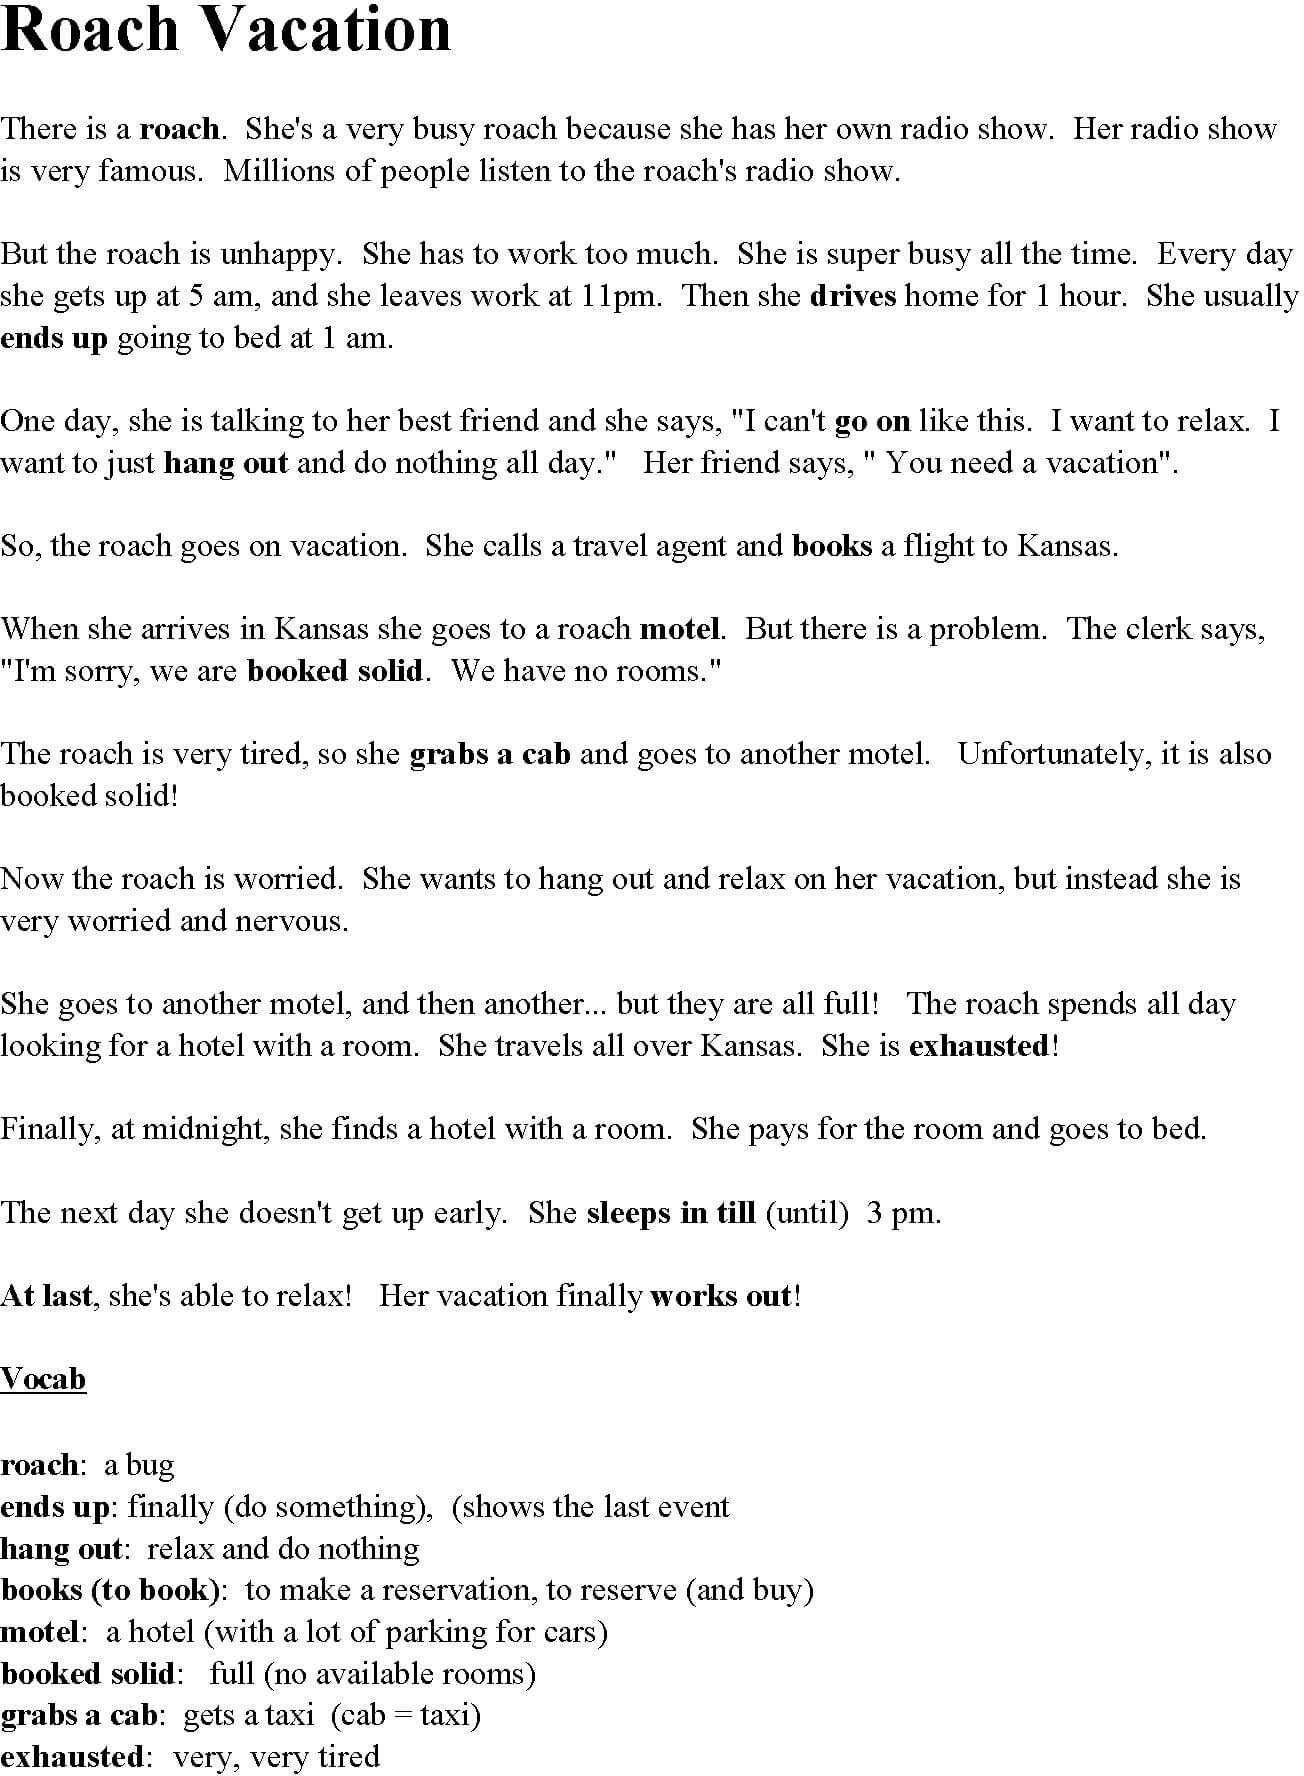 Roach Vacation
There is a roach.  She's a very busy roach because she has her own radio show.  Her radio show
is very famous.  Millions of people listen to the roach's radio show.
But the roach is unhappy.  She has to work too much.  She is super busy all the time.  Every day
she gets up at 5 am, and she leaves work at 11pm.  Then she drives home for 1 hour.  She usually
ends up going to bed at 1 am.
One day, she is talking to her best friend and she says, "I can't go on like this.  I want to relax.  I
want to just hang out and do nothing all day."   Her friend says, " You need a vacation".
So, the roach goes on vacation.  She calls a travel agent and books a flight to Kansas.
When she arrives in Kansas she goes to a roach motel.  But there is a problem.  The clerk says,
"I'm sorry, we are booked solid.  We have no rooms."
The roach is very tired, so she grabs a cab and goes to another motel.   Unfortunately, it is also
booked solid!
Now the roach is worried.  She wants to hang out and relax on her vacation, but instead she is
very worried and nervous.
She goes to another motel, and then another... but they are all full!   The roach spends all day
looking for a hotel with a room.  She travels all over Kansas.  She is exhausted!
Finally, at midnight, she finds a hotel with a room.  She pays for the room and goes to bed.
The next day she doesn't get up early.  She sleeps in till (until)  3 pm.
At last, she's able to relax!   Her vacation finally works out!
Vocab
roach:  a bug
ends up: finally (do something),  (shows the last event
hang out:  relax and do nothing
books (to book):  to make a reservation, to reserve (and buy)
motel:  a hotel (with a lot of parking for cars)
booked solid:   full (no available rooms)
grabs a cab:  gets a taxi  (cab = taxi)
exhausted:  very, very tired